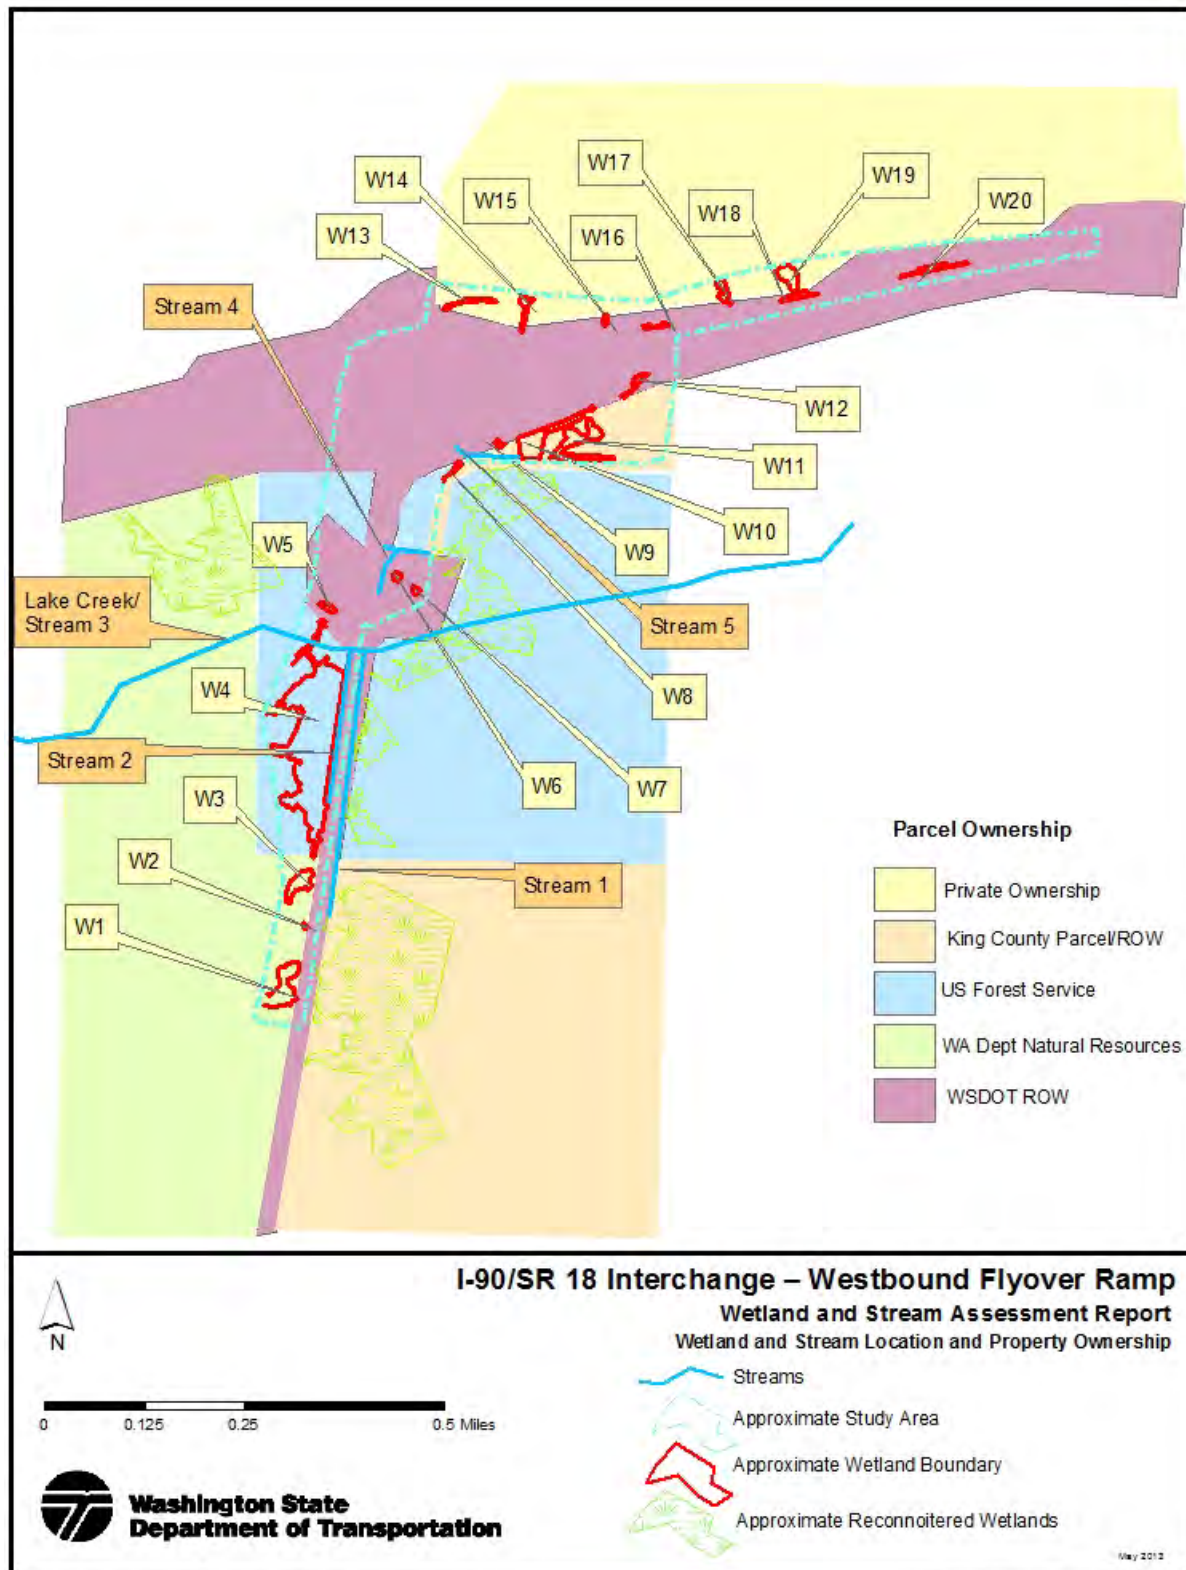 W17
W14
W19
W15
W18
W20
W13
W16
Stream 4
W12
W11
W5
W10
W9
Lake Creek/
Stream 3
Stream 5
W4
W8
Stream 2
W6
W7
W3
W2
Stream 1
W1
Parcel Ownership
Private Ownership
King County Parcel/ROW
US Forest Service
WA Dept Natural Resources
WSDOT ROW
I-90/SR 18 Interchange – Westbound Flyover Ramp
Wetland and Stream Assessment Report
Wetland and Stream Location and Property Ownership
N
Streams
Approximate Study Area
0 0.125 0.25 0.5 Miles
Approximate Wetland Boundary
Approximate Reconnoitered Wetlands
Washington State
Department of Transportation
May 2013